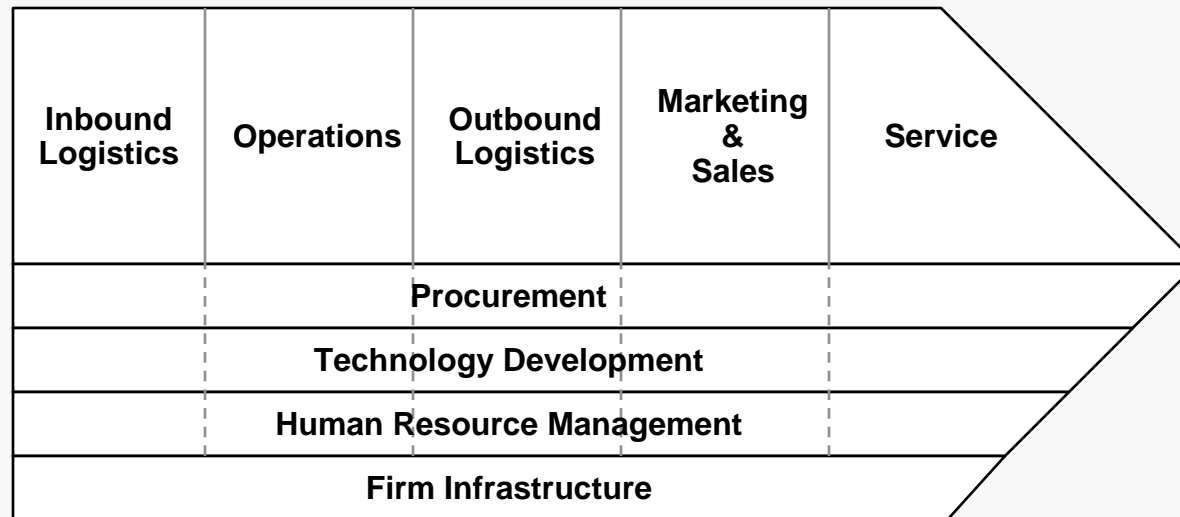 Inbound
Logistics
Operations
Outbound
Logistics
Marketing
&
Sales
Service
Procurement
Technology Development
Human Resource Management
Firm Infrastructure